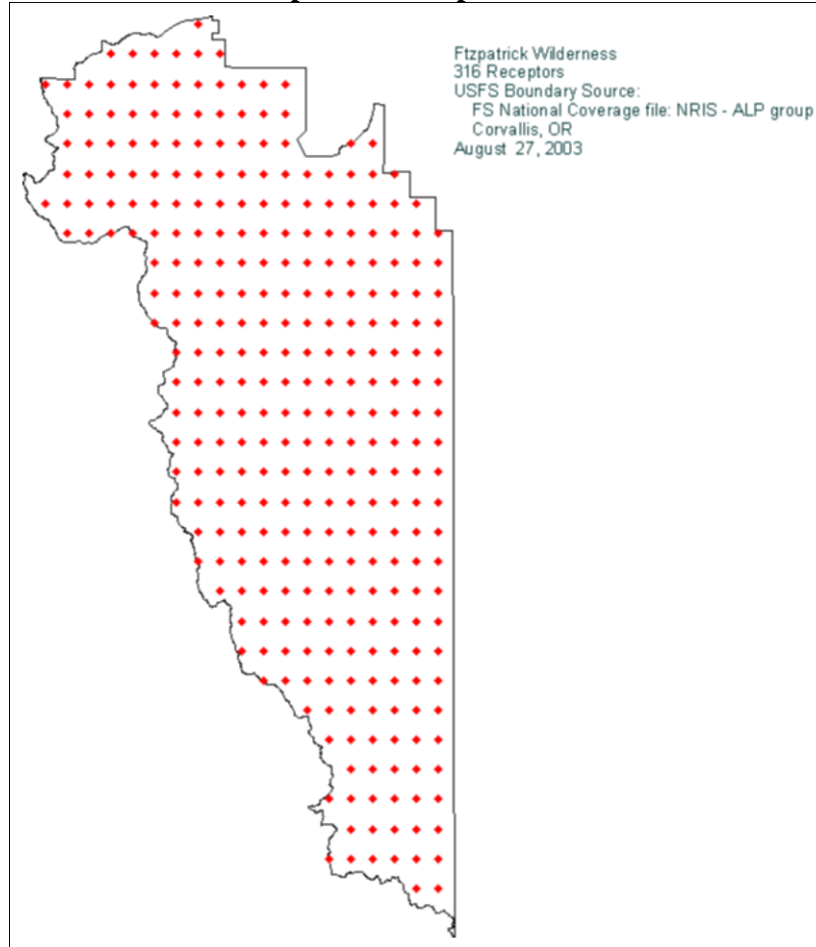 Ftzpatrick Wilderness
316 Receptors
USFS Boundary Source:
FS National Coverage file: NRIS - ALP group
Corvallis, OR
August 27, 2003